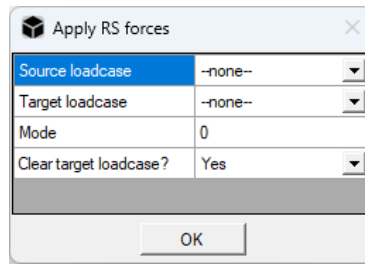 Apply RS forces
Source loadcase --none--
Target loadcase --none--
Mode 0
Clear target loadcase? Yes
OK